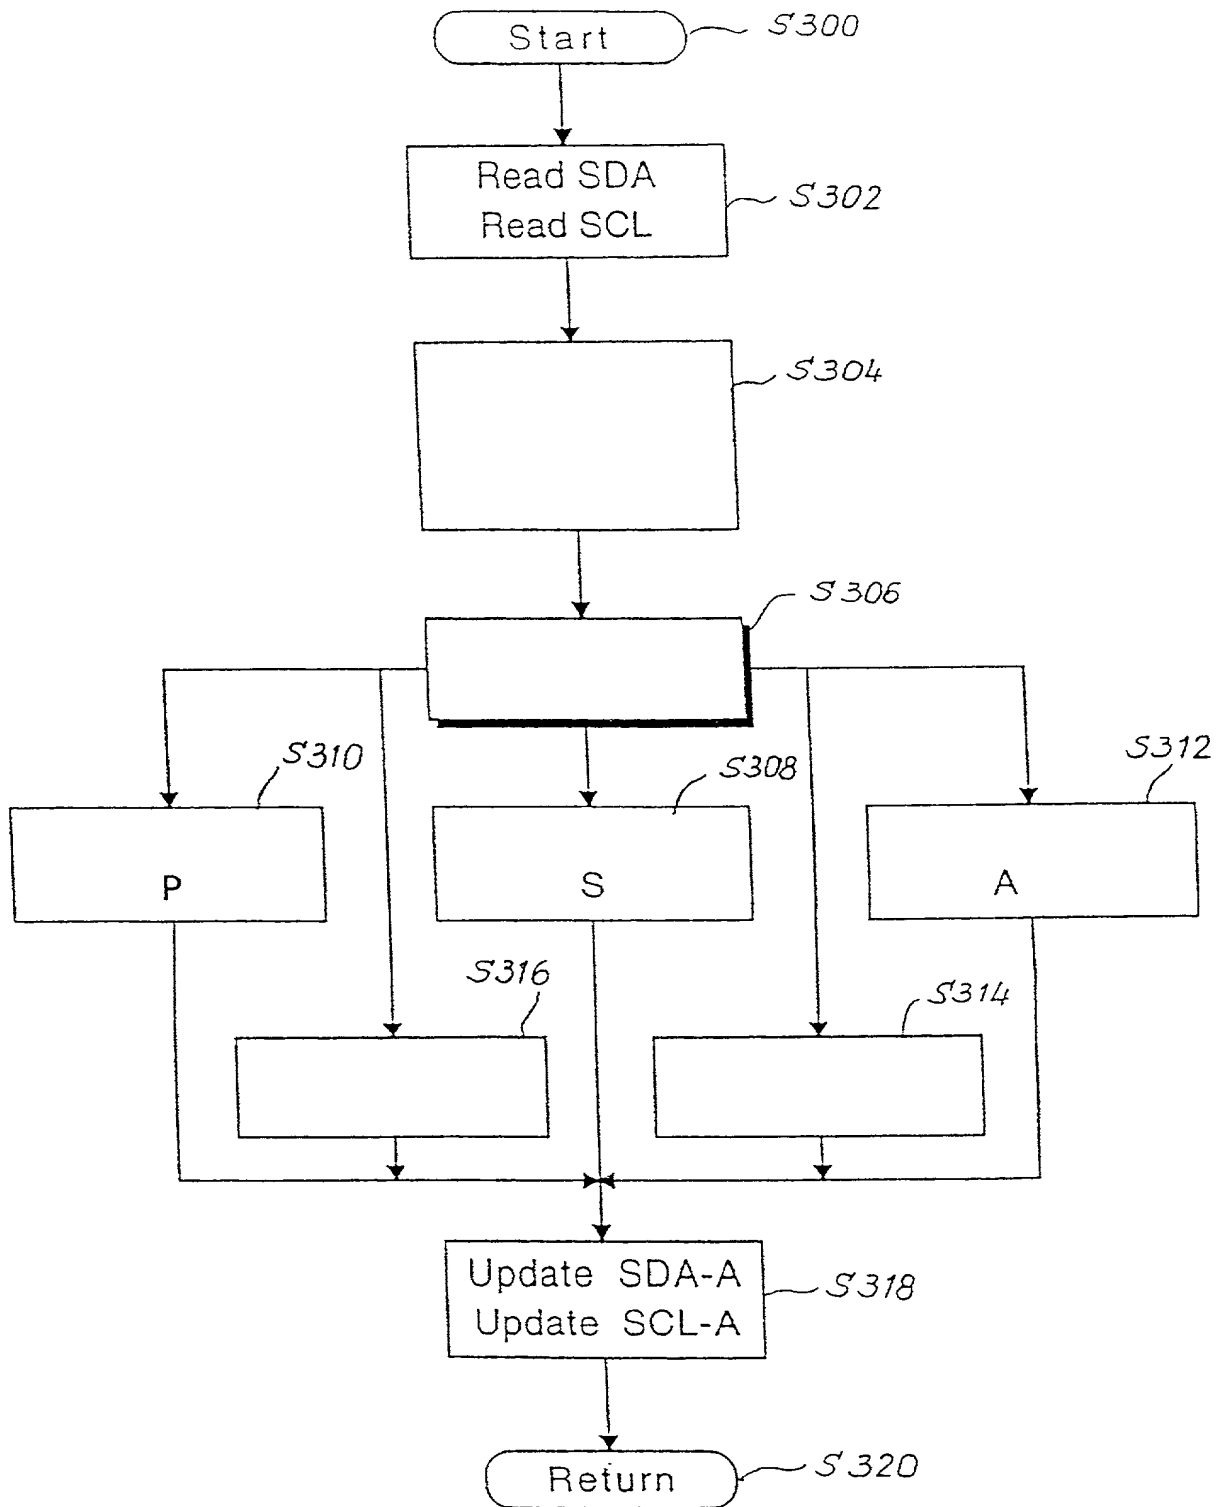 Start
S300
Read SDA
Read SCL
S302
S304
S306
S310
S308
S312
P
S
A
S316
S314
Update SDA-A
Update SCL-A
S318
Return
S320